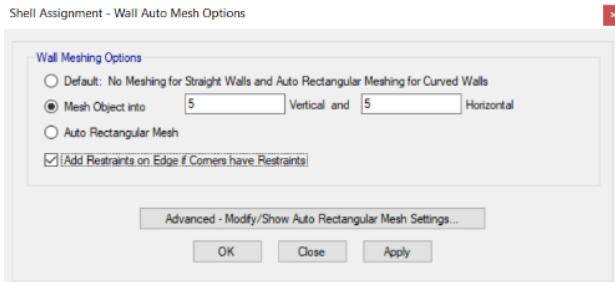 Shell Assignment - Wall Auto Mesh Options
Wall Meshing Options
Default: No Meshing for Straight Walls and Auto Rectangular Meshing for Curved Walls
Mesh Object into 5 Vertical and 5 Horizontal
Auto Rectangular Mesh
Add Restraints on Edge if Corners have Restraints
Advanced - Modify/Show Auto Rectangular Mesh Settings...
OK Close Apply